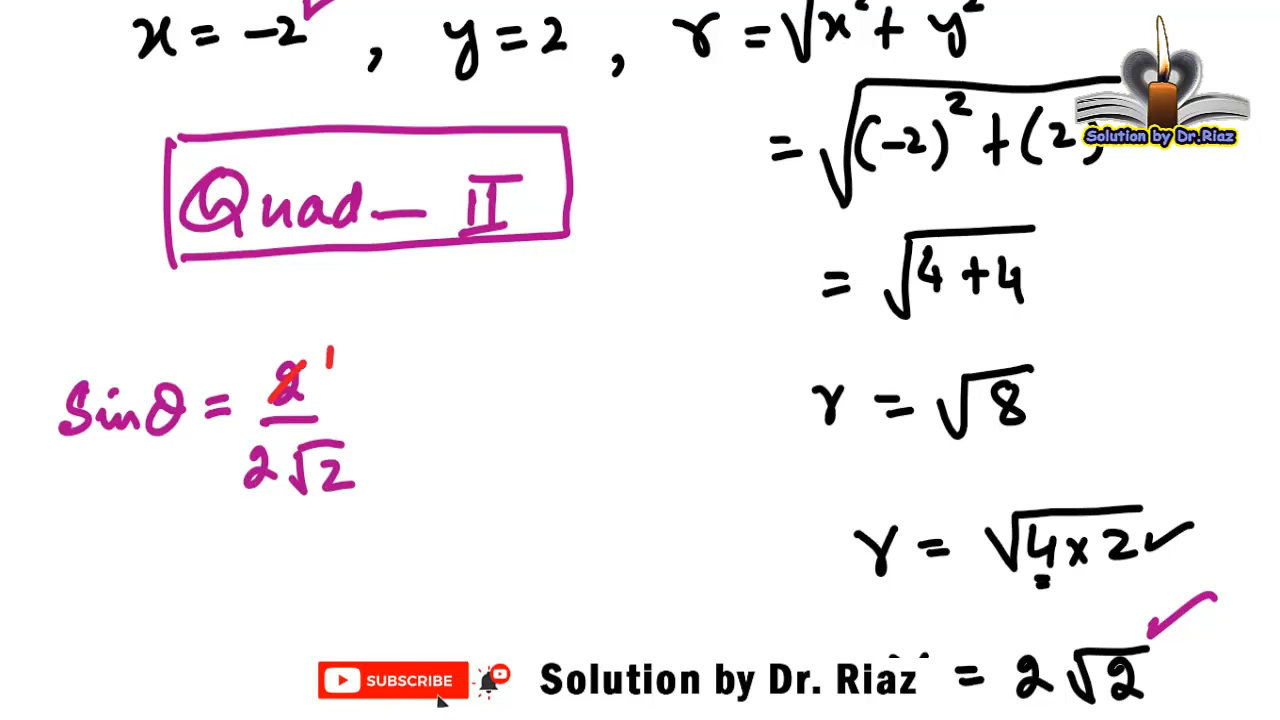 x = -2 , y = 2 , r = √x² + y²
= √(-2)² + (2)
Quad - II
= √4 + 4
r = √8
sinθ = 2 1 / 2√2
r = √4 x 2
= 2√2
Solution by Dr.Riaz
SUBSCRIBE
Solution by Dr. Riaz